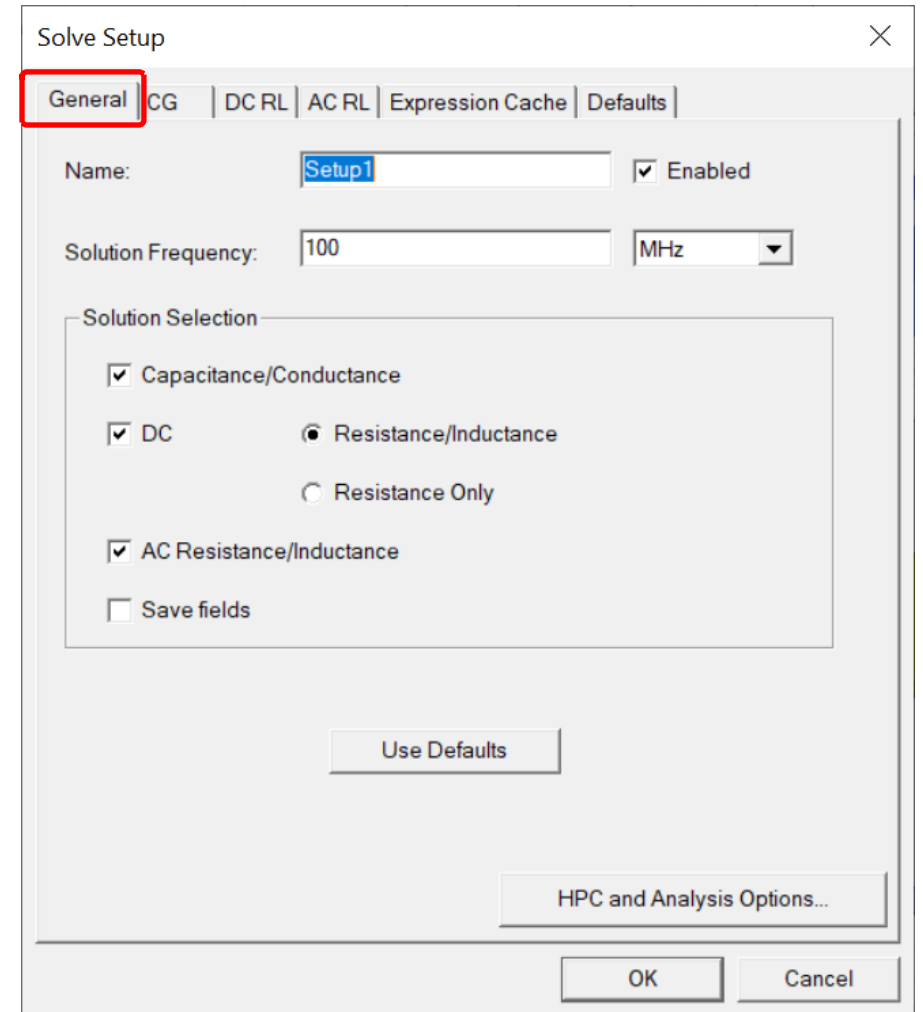 Solve Setup
General CG DC RL AC RL Expression Cache Defaults
Name: Setup1 Enabled
Solution Frequency: 100 MHz
Solution Selection
Capacitance/Conductance
DC Resistance/Inductance
Resistance Only
AC Resistance/Inductance
Save fields
Use Defaults
HPC and Analysis Options...
OK Cancel